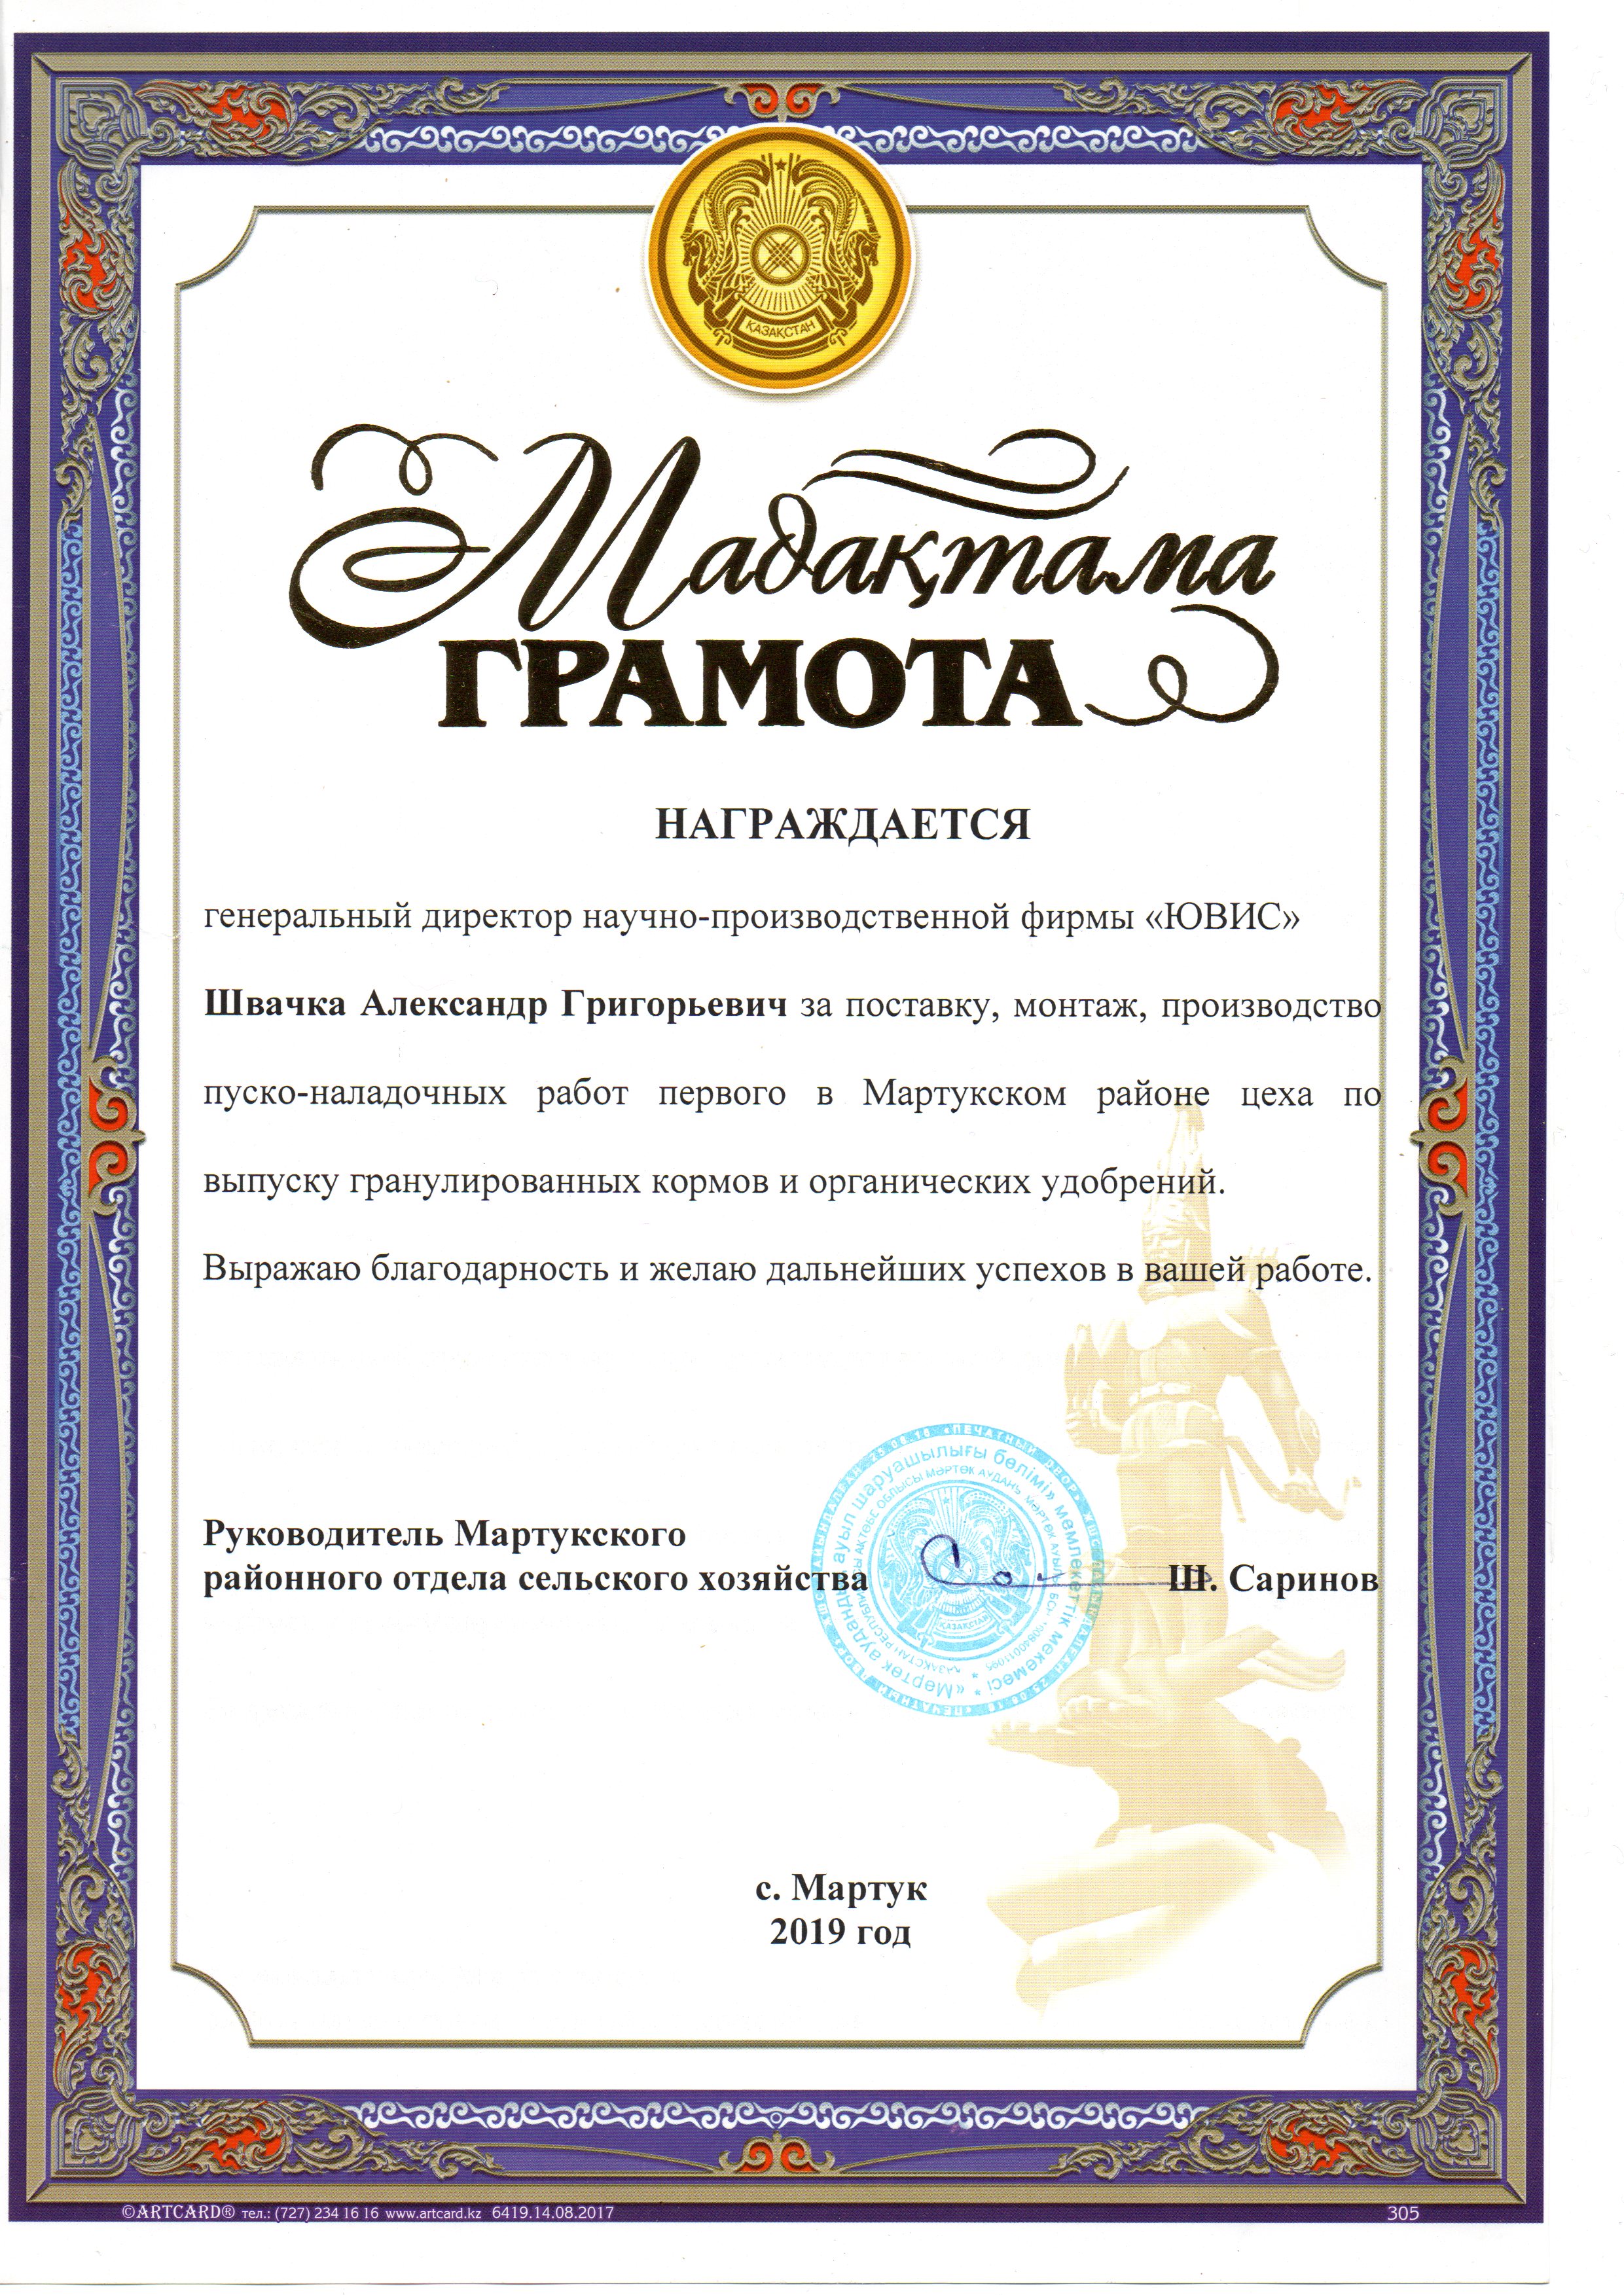 ҚАЗАҚСТАН
Мадақтама
ГРАМОТА
НАГРАЖДАЕТСЯ
генеральный директор научно-производственной фирмы «ЮВИС»
Швачка Александр Григорьевич за поставку, монтаж, производство
пуско-наладочных работ первого в Мартукском районе цеха по
выпуску гранулированных кормов и органических удобрений.
Выражаю благодарность и желаю дальнейших успехов в вашей работе.
Руководитель Мартукского
районного отдела сельского хозяйства Ш. Саринов
«Мәртөк ауданының ауыл шаруашылығы бөлімі» мемлекеттік мекемесі
с. Мартук
2019 год
©ARTCARD® тел.: (727) 234 16 16 www.artcard.kz 6419.14.08.2017 305